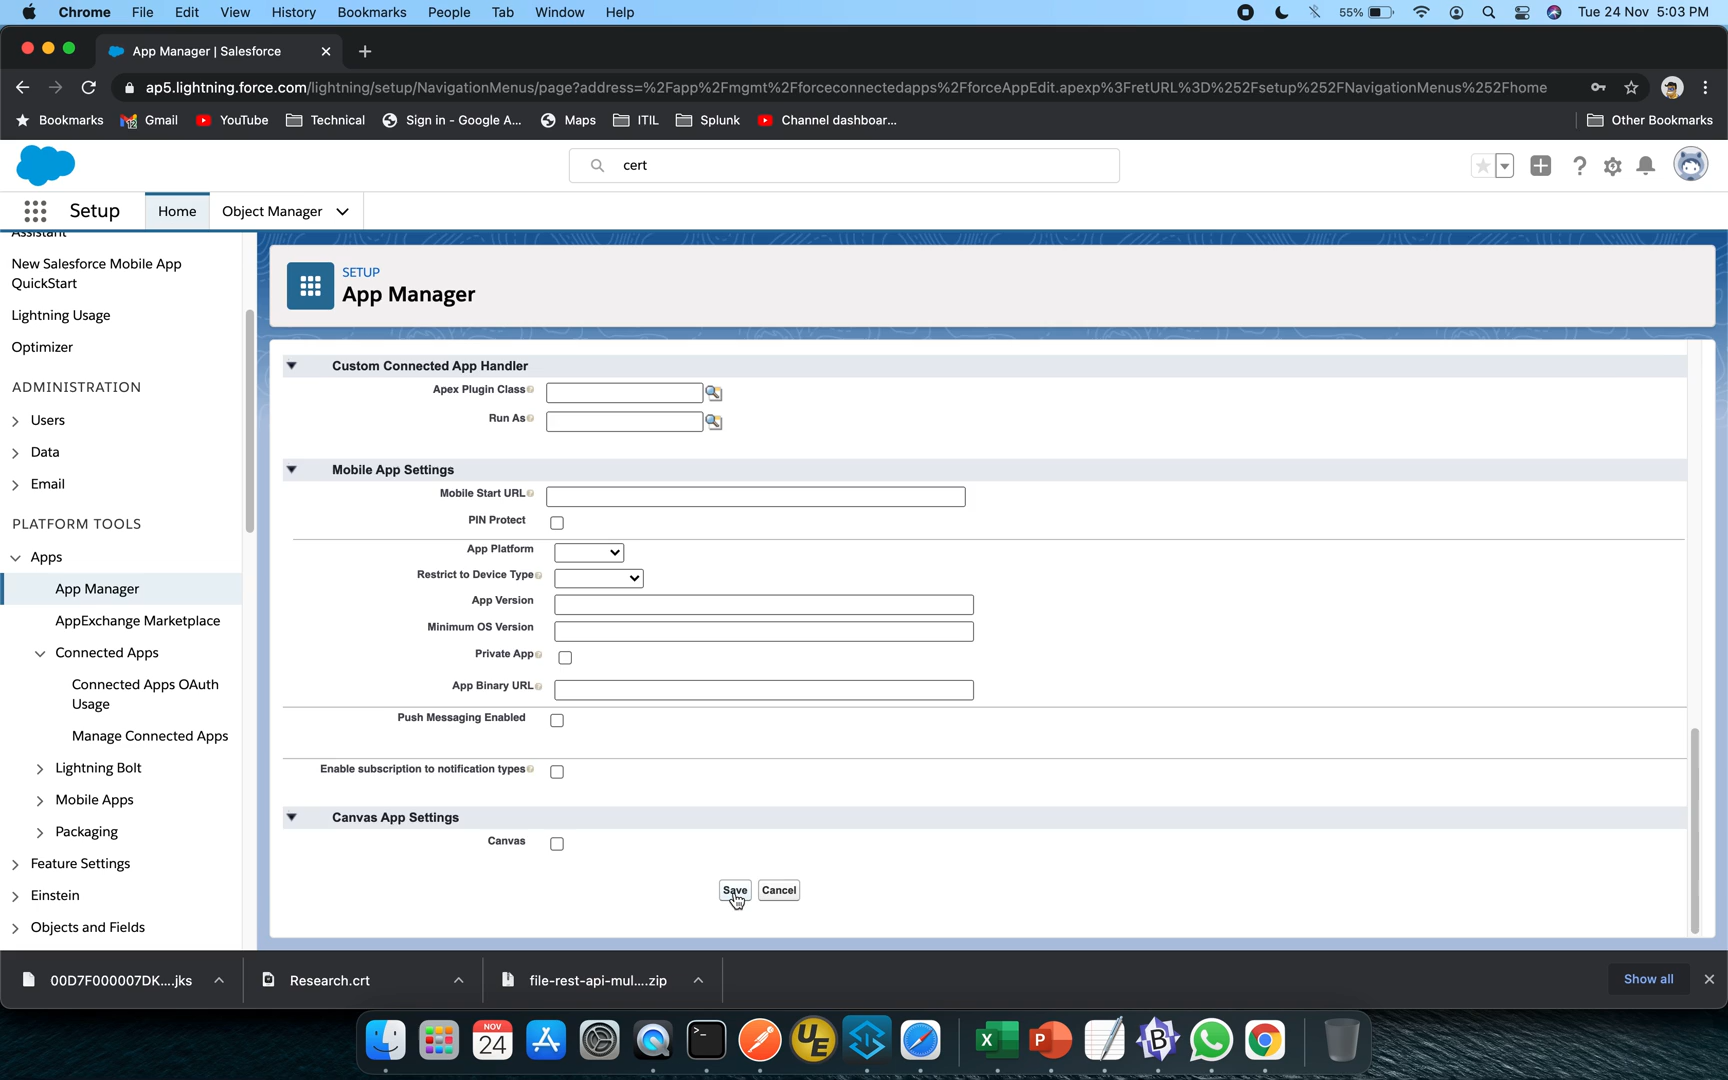 Chrome File Edit View History Bookmarks People Tab Window Help 55% Tue 24 Nov 5:03 PM
App Manager | Salesforce
ap5.lightning.force.com/lightning/setup/NavigationMenus/page?address=%2Fapp%2Fmgmt%2Fforceconnectedapps%2FforceAppEdit.apexp%3FretURL%3D%252Fsetup%252FNavigationMenus%252Fhome
Bookmarks Gmail YouTube Technical Sign in - Google A... Maps ITIL Splunk Channel dashboar... Other Bookmarks
cert
Setup Home Object Manager
Assistant
New Salesforce Mobile App
QuickStart
Lightning Usage
Optimizer
ADMINISTRATION
Users
Data
Email
PLATFORM TOOLS
Apps
App Manager
AppExchange Marketplace
Connected Apps
Connected Apps OAuth
Usage
Manage Connected Apps
Lightning Bolt
Mobile Apps
Packaging
Feature Settings
Einstein
Objects and Fields
SETUP
App Manager
Custom Connected App Handler
Apex Plugin Class
Run As
Mobile App Settings
Mobile Start URL
PIN Protect
App Platform
Restrict to Device Type
App Version
Minimum OS Version
Private App
App Binary URL
Push Messaging Enabled
Enable subscription to notification types
Canvas App Settings
Canvas
Save Cancel
00D7F000007DK....jks Research.crt file-rest-api-mul....zip Show all
NOV
24
UE
X
P
B